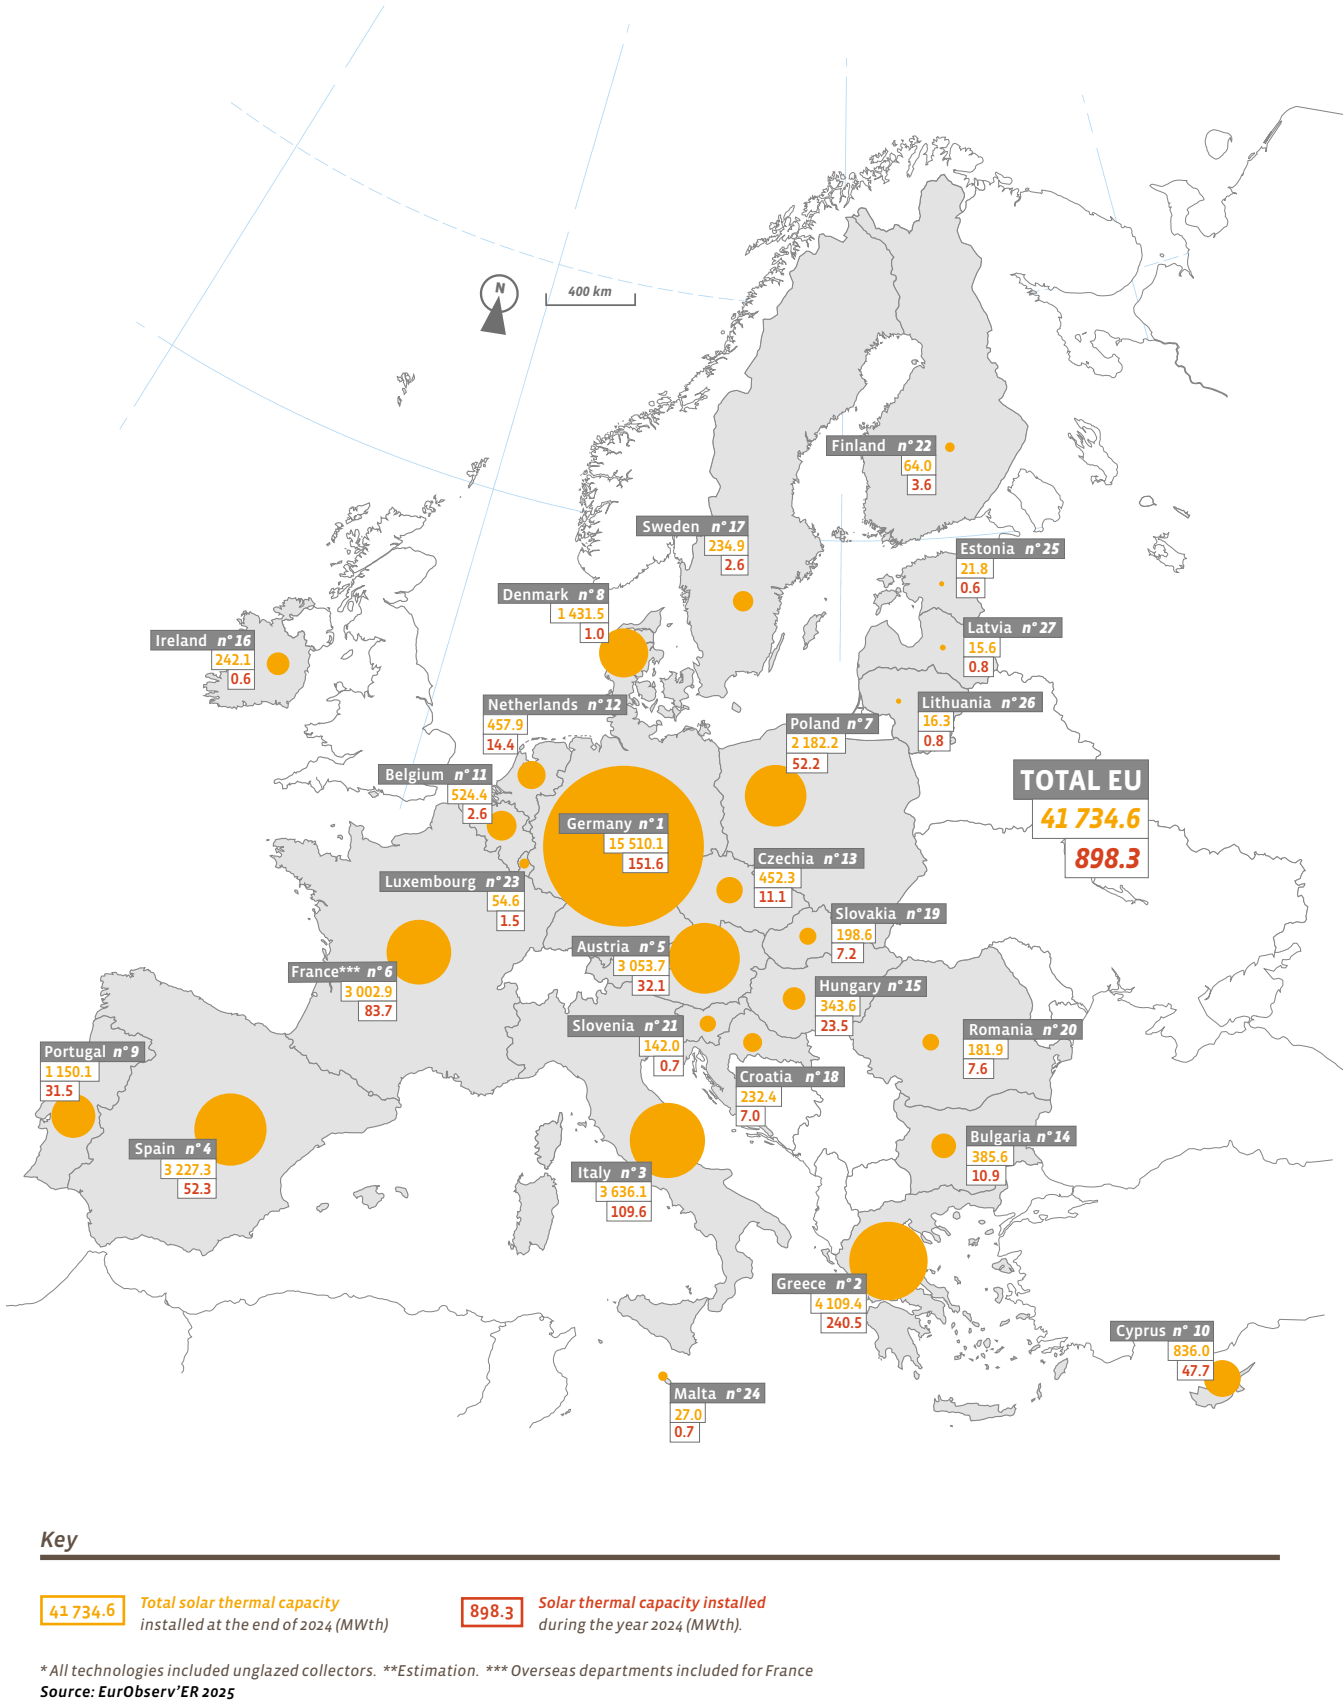 N
400 km
Finland n°22
64.0
3.6
Sweden n°17
234.9
2.6
Estonia n°25
21.8
0.6
Denmark n°8
1 431.5
1.0
Latvia n°27
15.6
0.8
Ireland n°16
242.1
0.6
Lithuania n°26
16.3
0.8
Netherlands n°12
457.9
14.4
Poland n°7
2 182.2
52.2
Belgium n°11
524.4
2.6
TOTAL EU
41 734.6
898.3
Germany n°1
15 510.1
151.6
Czechia n°13
452.3
11.1
Luxembourg n°23
54.6
1.5
Slovakia n°19
198.6
7.2
Austria n°5
3 053.7
32.1
France*** n°6
3 002.9
83.7
Hungary n°15
343.6
23.5
Slovenia n°21
142.0
0.7
Romania n°20
181.9
7.6
Portugal n°9
1 150.1
31.5
Croatia n°18
232.4
7.0
Bulgaria n°14
385.6
10.9
Spain n°4
3 227.3
52.3
Italy n°3
3 636.1
109.6
Greece n°2
4 109.4
240.5
Cyprus n° 10
836.0
47.7
Malta n°24
27.0
0.7
Key
41 734.6 Total solar thermal capacity
installed at the end of 2024 (MWth)
898.3 Solar thermal capacity installed
during the year 2024 (MWth).
* All technologies included unglazed collectors. **Estimation. *** Overseas departments included for France
Source: EurObserv’ER 2025